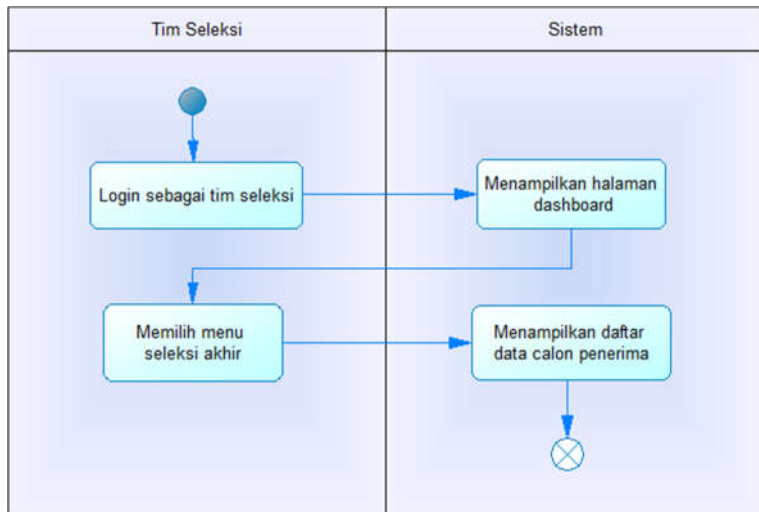 Tim Seleksi
Sistem
Login sebagai tim seleksi
Menampilkan halaman
dashboard
Memilih menu
seleksi akhir
Menampilkan daftar
data calon penerima